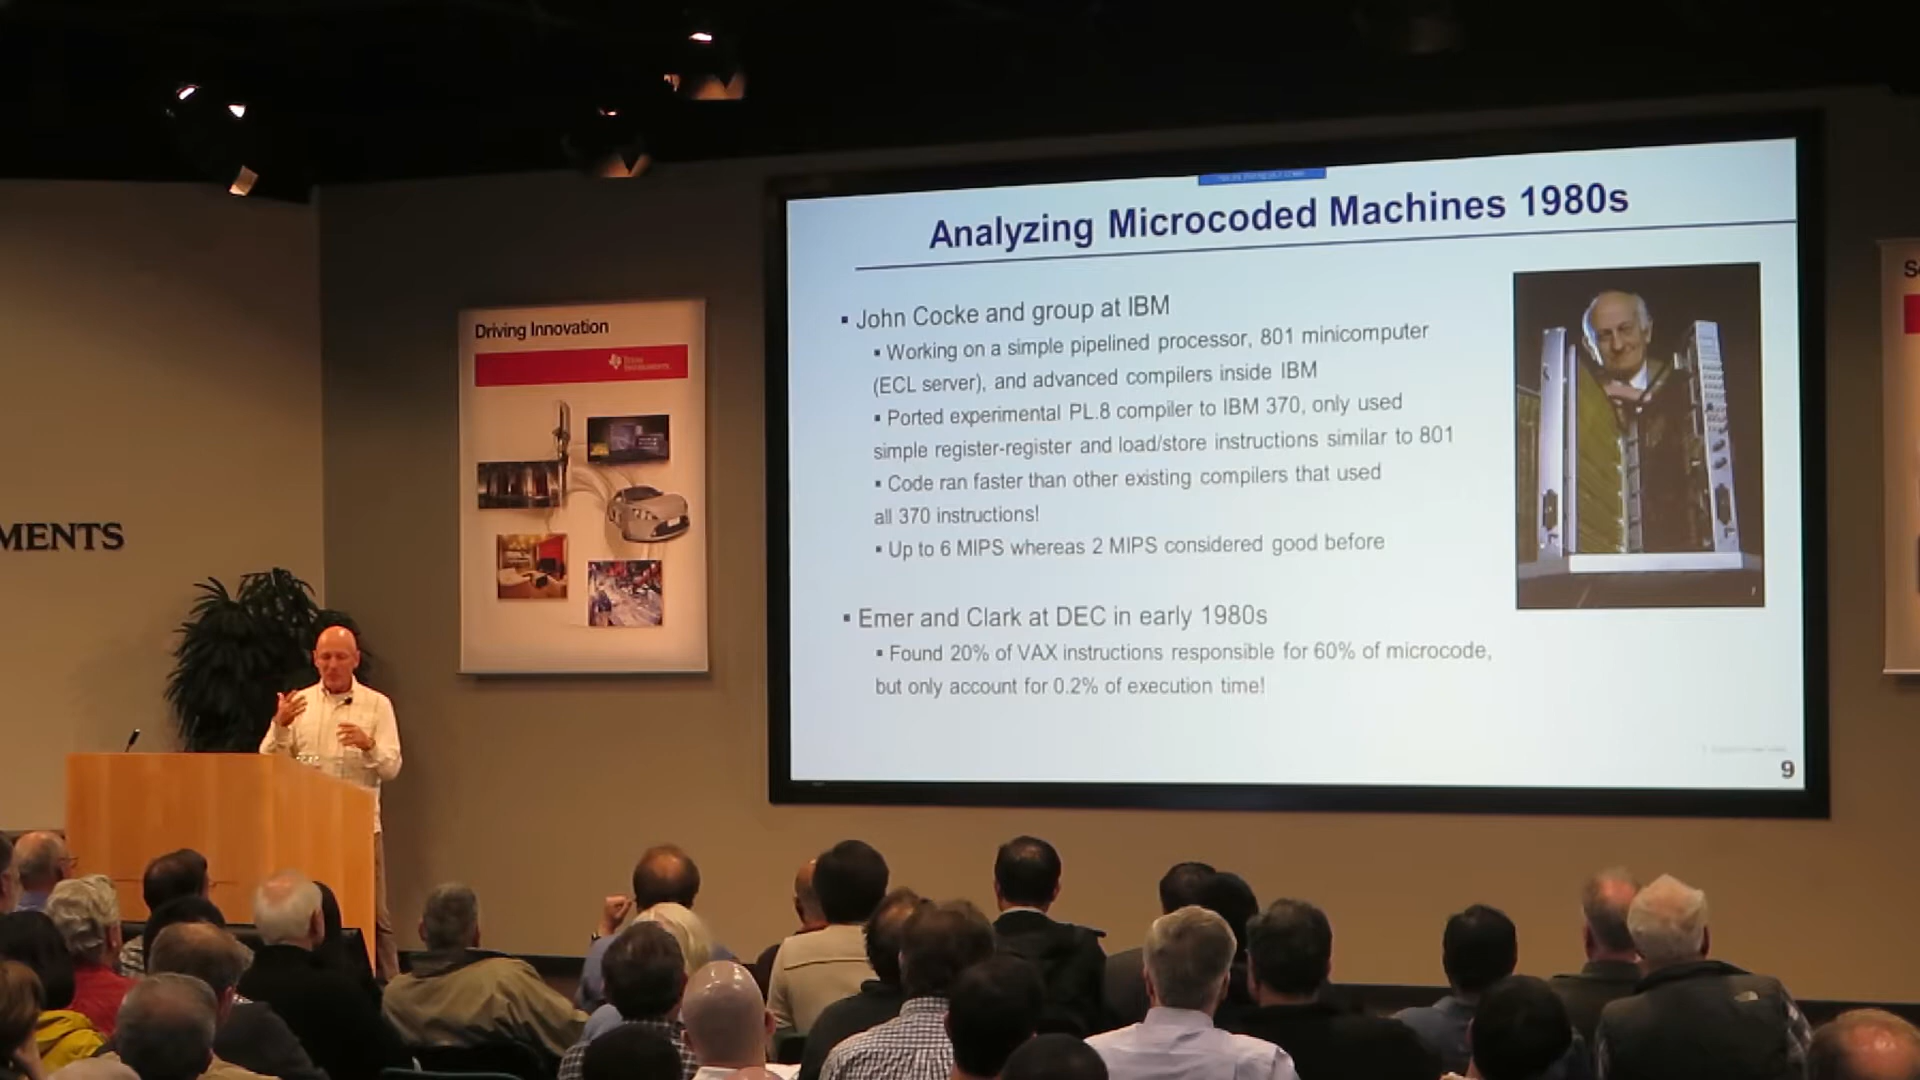 Analyzing Microcoded Machines 1980s
▪ John Cocke and group at IBM
▪ Working on a simple pipelined processor, 801 minicomputer
(ECL server), and advanced compilers inside IBM
▪ Ported experimental PL.8 compiler to IBM 370, only used
simple register-register and load/store instructions similar to 801
▪ Code ran faster than other existing compilers that used
all 370 instructions!
▪ Up to 6 MIPS whereas 2 MIPS considered good before
▪ Emer and Clark at DEC in early 1980s
▪ Found 20% of VAX instructions responsible for 60% of microcode,
but only account for 0.2% of execution time!
9
Driving Innovation
Texas
Instruments
MENTS
S